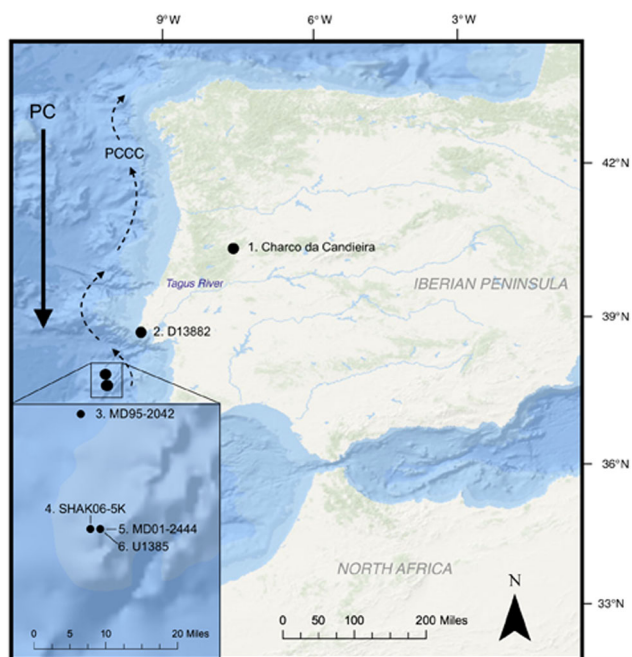 9°W 6°W 3°W
PC
PCCC
42°N
1. Charco da Candieira
Tagus River
IBERIAN PENINSULA
39°N
2. D13882
3. MD95-2042
36°N
4. SHAK06-5K
5. MD01-2444
6. U1385
NORTH AFRICA
N
33°N
0 5 10 20 Miles
0 50 100 200 Miles